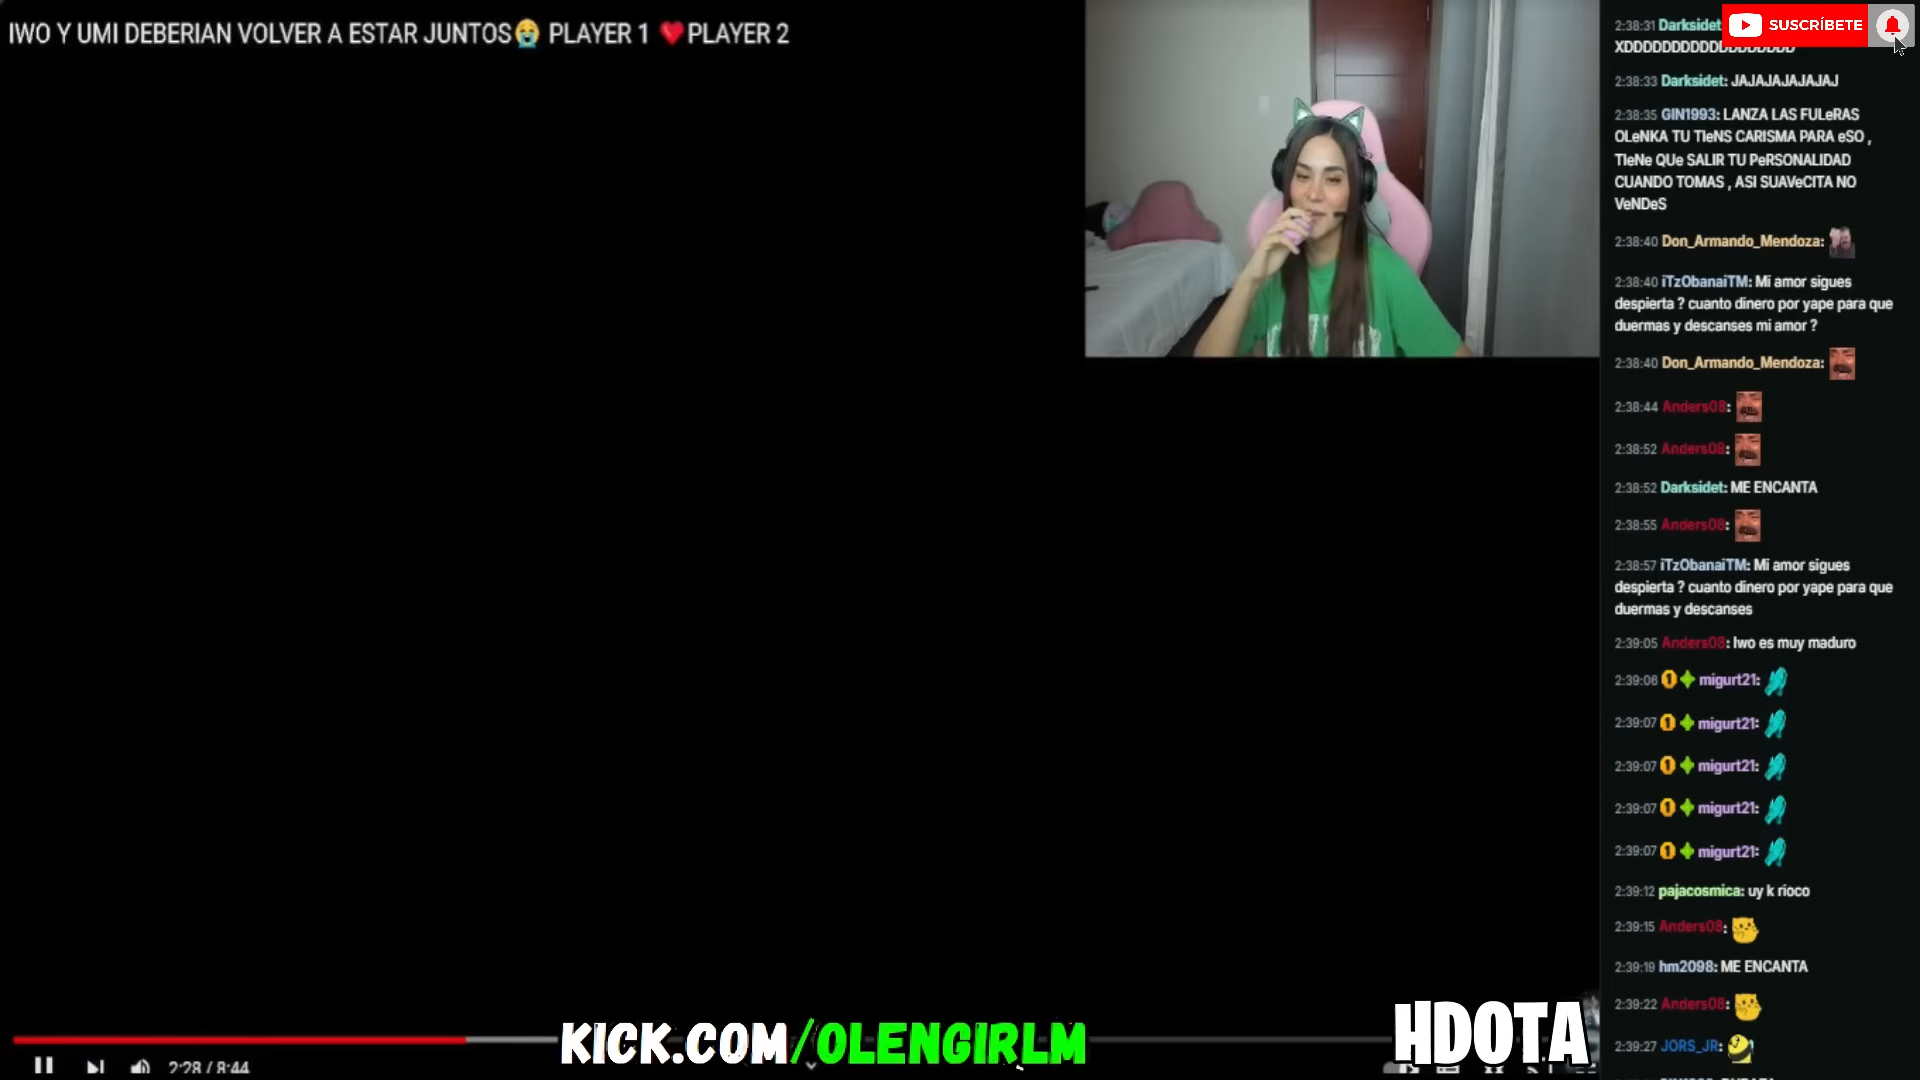 IWO Y UMI DEBERIAN VOLVER A ESTAR JUNTOS😭 PLAYER 1 ❤️PLAYER 2
SUSCRÍBETE
2:38:31 Darksidet
XDDDDDDDDDDDDDDDDDD
2:38:33 Darksidet: JAJAJAJAJAJAJ
2:38:35 GIN1993: LANZA LAS FULeRAS
OLeNKA TU TIeNS CARISMA PARA eSO ,
TIeNe QUe SALIR TU PeRSONALIDAD
CUANDO TOMAS , ASI SUAVeCITA NO
VeNDeS
2:38:40 Don_Armando_Mendoza:
2:38:40 iTzObanaiTM: Mi amor sigues
despierta ? cuanto dinero por yape para que
duermas y descanses mi amor ?
2:38:40 Don_Armando_Mendoza:
2:38:44 Anders08:
2:38:52 Anders08:
2:38:52 Darksidet: ME ENCANTA
2:38:55 Anders08:
2:38:57 iTzObanaiTM: Mi amor sigues
despierta ? cuanto dinero por yape para que
duermas y descanses
2:39:05 Anders08: Iwo es muy maduro
2:39:06 1 migurt21:
2:39:07 1 migurt21:
2:39:07 1 migurt21:
2:39:07 1 migurt21:
2:39:07 1 migurt21:
2:39:12 pajacosmica: uy k rioco
2:39:15 Anders08:
2:39:19 hm2098: ME ENCANTA
2:39:22 Anders08:
2:39:27 JORS_JR:
KICK.COM/OLENGIRLM
HDOTA
2:28 / 8:44